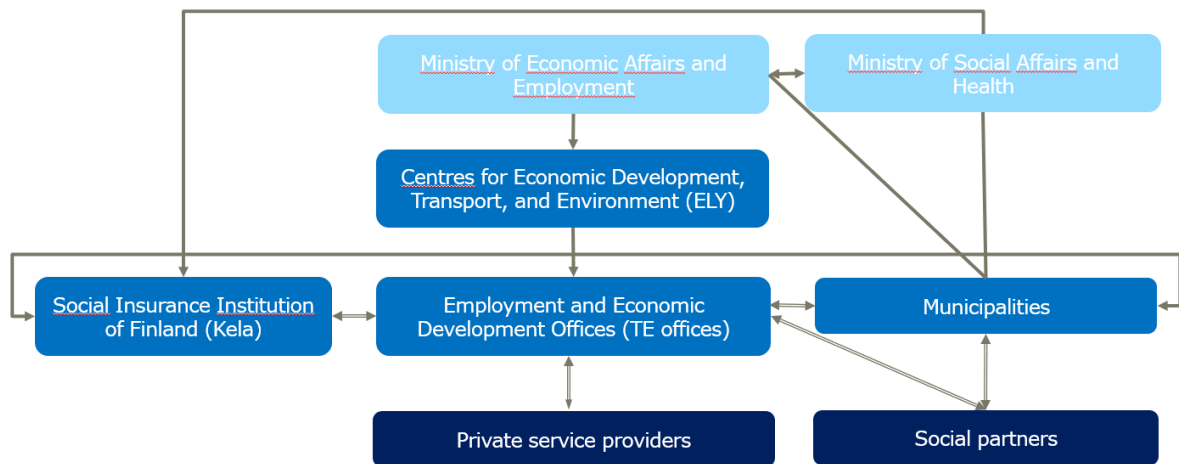 Ministry of Economic Affairs and
Employment
Ministry of Social Affairs and
Health
Centres for Economic Development,
Transport, and Environment (ELY)
Social Insurance Institution
of Finland (Kela)
Employment and Economic
Development Offices (TE offices)
Municipalities
Private service providers
Social partners